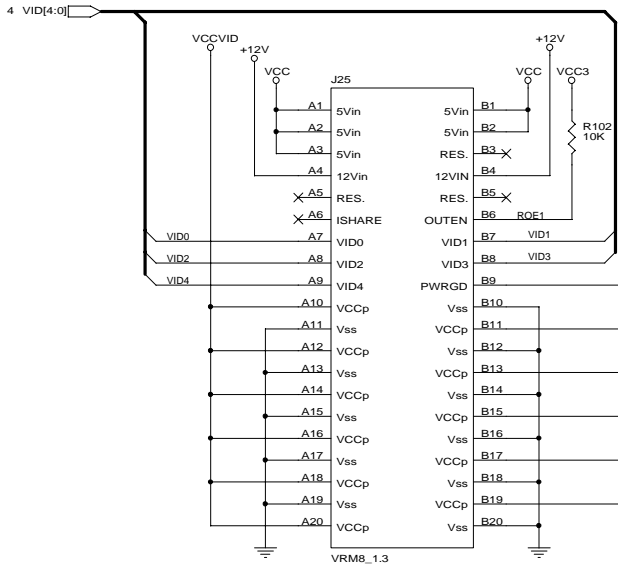 4 VID[4:0]
VCCVID
+12V
VCC
J25
+12V
VCC
VCC3
R102
10K
A1 5Vin 5Vin B1
A2 5Vin 5Vin B2
A3 5Vin RES. B3
A4 12Vin 12VIN B4
A5 RES. RES. B5
A6 ISHARE OUTEN B6 ROE1
VID0 A7 VID0 VID1 B7 VID1
VID2 A8 VID2 VID3 B8 VID3
VID4 A9 VID4 PWRGD B9
A10 VCCp Vss B10
A11 Vss VCCp B11
A12 VCCp Vss B12
A13 Vss VCCp B13
A14 VCCp Vss B14
A15 Vss VCCp B15
A16 VCCp Vss B16
A17 Vss VCCp B17
A18 VCCp Vss B18
A19 Vss VCCp B19
A20 VCCp Vss B20
VRM8_1.3